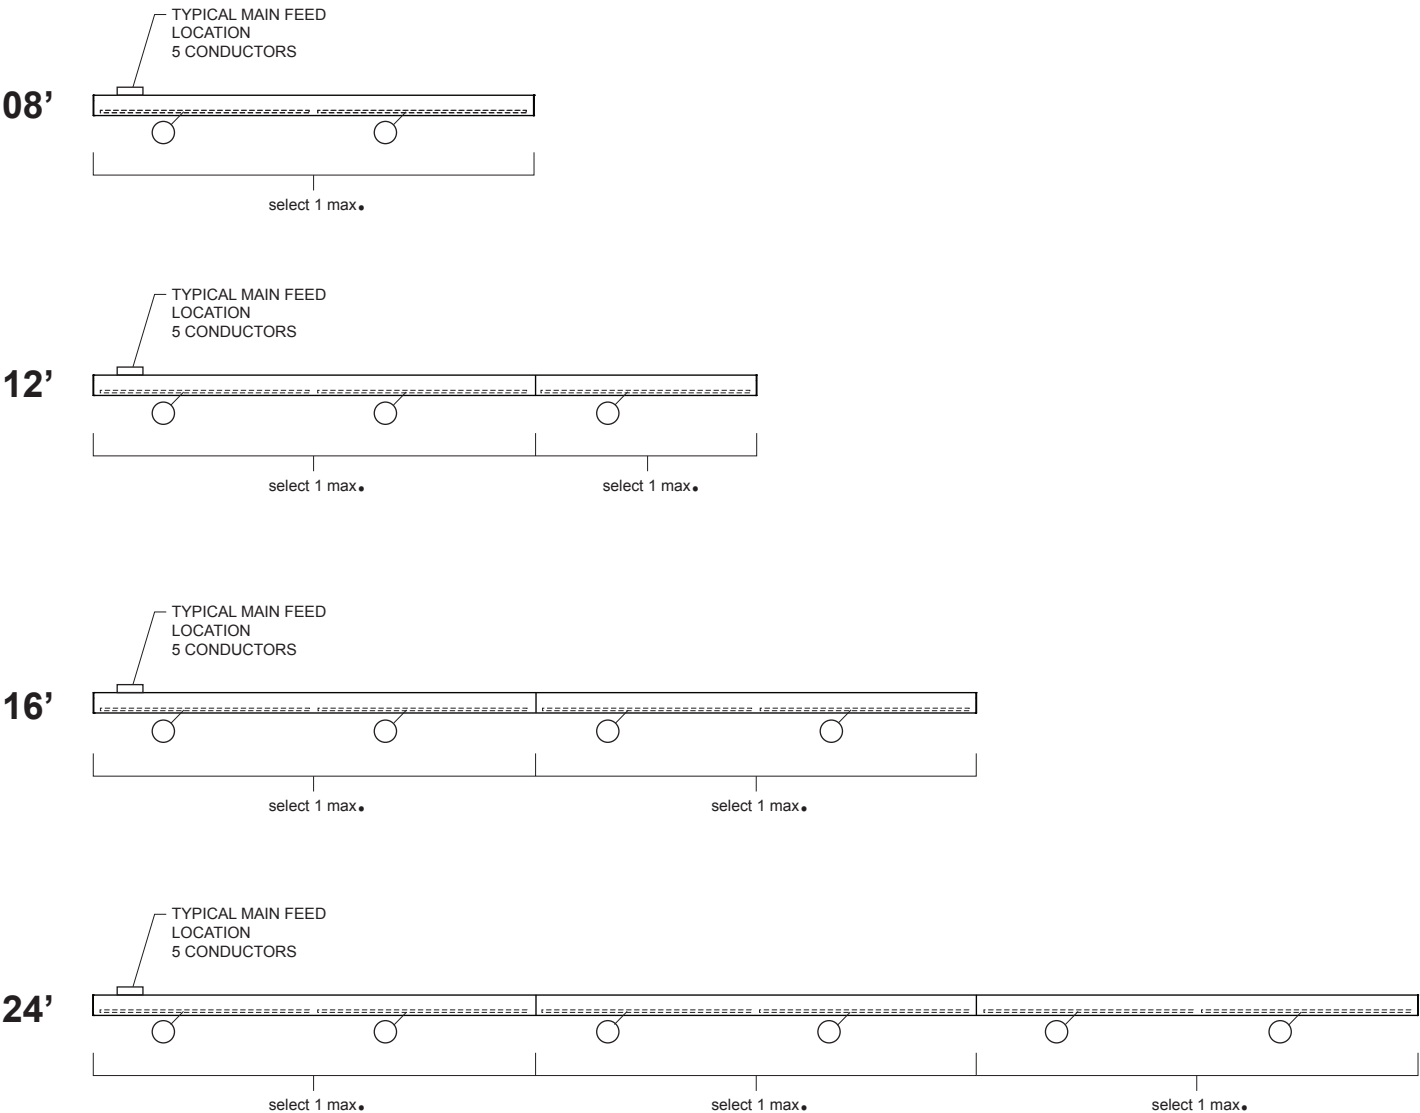 TYPICAL MAIN FEED
LOCATION
5 CONDUCTORS
08’
select 1 max.
TYPICAL MAIN FEED
LOCATION
5 CONDUCTORS
12’
select 1 max. select 1 max.
TYPICAL MAIN FEED
LOCATION
5 CONDUCTORS
16’
select 1 max. select 1 max.
TYPICAL MAIN FEED
LOCATION
5 CONDUCTORS
24’
select 1 max. select 1 max. select 1 max.